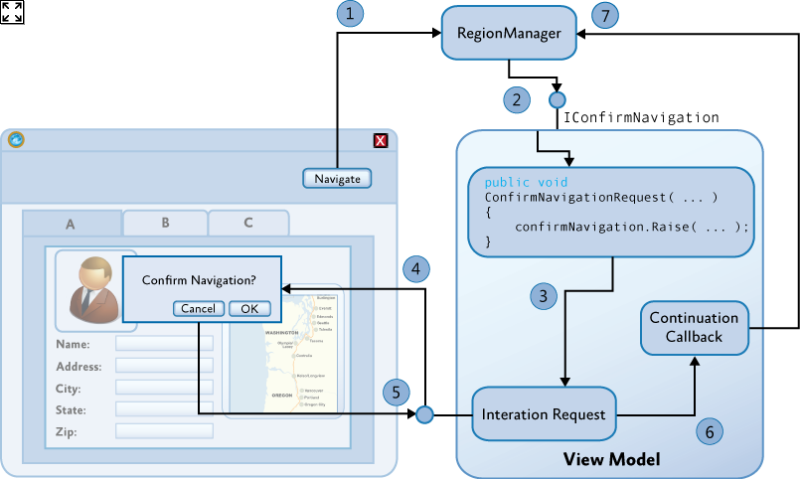 1
RegionManager
7
2
IConfirmNavigation
X
Navigate
public void
ConfirmNavigationRequest( ... )
{
confirmNavigation.Raise( ... );
}
A
B
C
4
Confirm Navigation?
Cancel
OK
3
Continuation
Callback
WASHINGTON
OREGON
Name:
Address:
City:
State:
Zip:
5
Interation Request
6
View Model